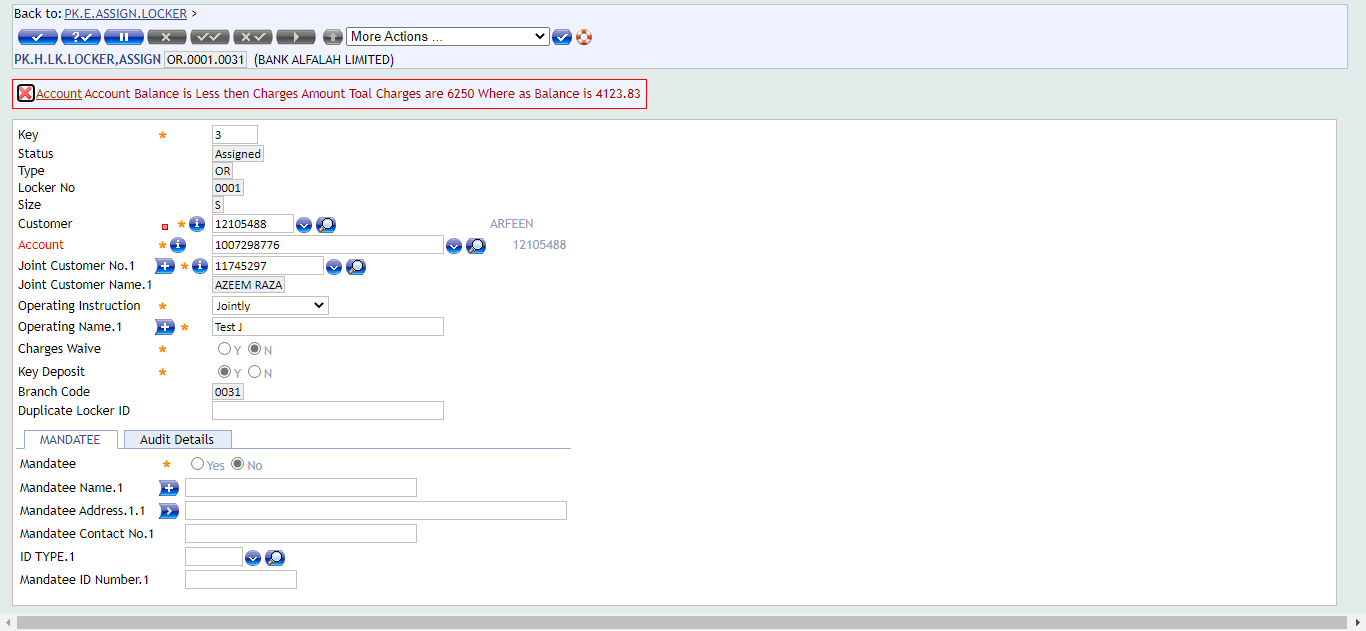 Back to: PK.E.ASSIGN.LOCKER >
More Actions ...
PK.H.LK.LOCKER,ASSIGN OR.0001.0031 (BANK ALFALAH LIMITED)
Account Account Balance is Less then Charges Amount Toal Charges are 6250 Where as Balance is 4123.83
Key * 3
Status Assigned
Type OR
Locker No 0001
Size S
Customer * 12105488 ARFEEN
Account * 1007298776 12105488
Joint Customer No.1 * 11745297
Joint Customer Name.1 AZEEM RAZA
Operating Instruction * Jointly
Operating Name.1 * Test J
Charges Waive * Y N
Key Deposit * Y N
Branch Code 0031
Duplicate Locker ID
MANDATEE Audit Details
Mandatee * Yes No
Mandatee Name.1
Mandatee Address.1.1
Mandatee Contact No.1
ID TYPE.1
Mandatee ID Number.1